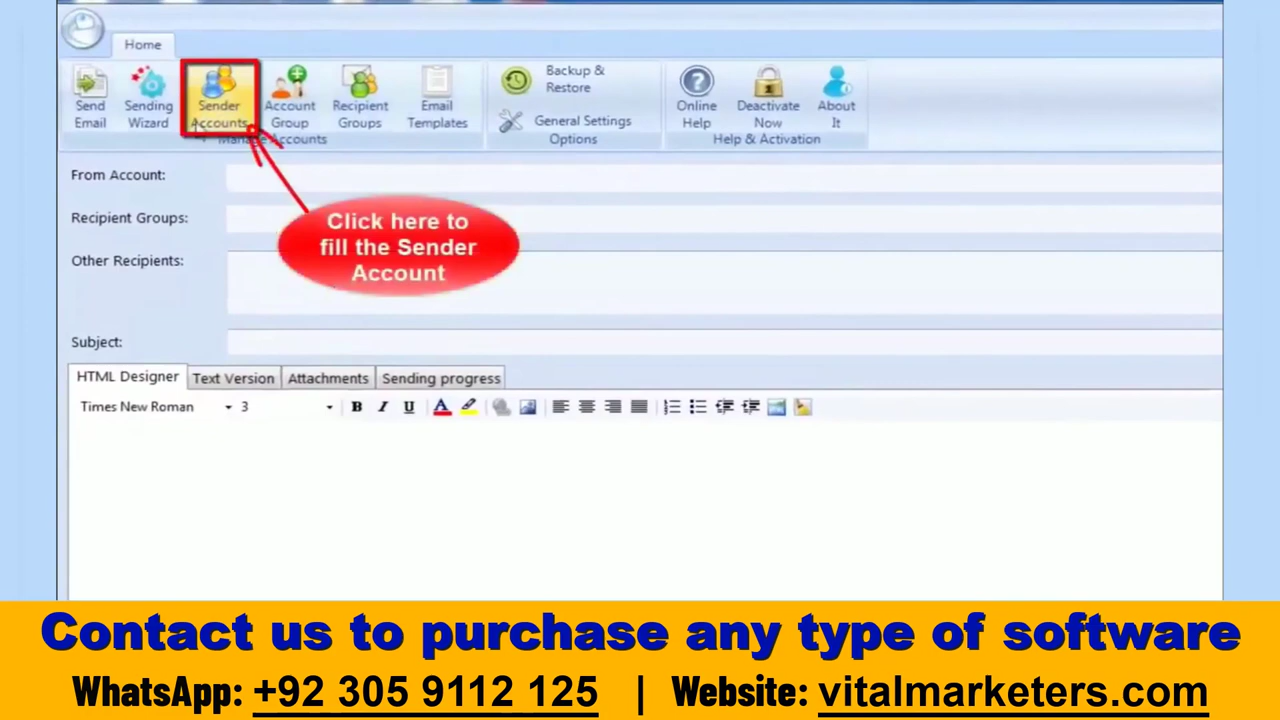 Home
Send
Email
Sending
Wizard
Sender
Accounts
Account
Group
Recipient
Groups
Email
Templates
Manage Accounts
Backup &
Restore
General Settings
Options
Online
Help
Deactivate
Now
About
It
Help & Activation
From Account:
Recipient Groups:
Click here to
fill the Sender
Account
Other Recipients:
Subject:
HTML Designer Text Version Attachments Sending progress
Times New Roman 3 B I U A
Contact us to purchase any type of software
WhatsApp: +92 305 9112 125 | Website: vitalmarketers.com